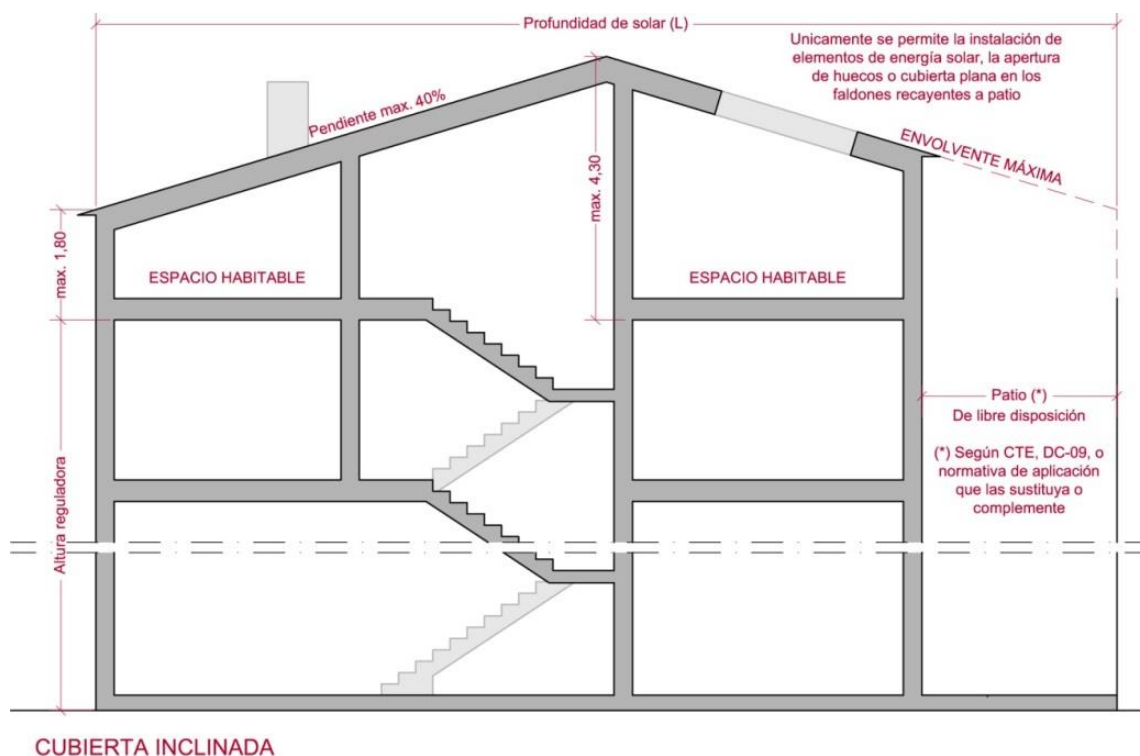 Profundidad de solar (L)
Unicamente se permite la instalación de
elementos de energía solar, la apertura
de huecos o cubierta plana en los
faldones recayentes a patio
Pendiente max. 40%
ENVOLVENTE MÁXIMA
max. 4,30
max. 1,80
ESPACIO HABITABLE
ESPACIO HABITABLE
Patio (*)
De libre disposición
(*) Según CTE, DC-09, o
normativa de aplicación
que las sustituya o
complemente
Altura reguladora
CUBIERTA INCLINADA